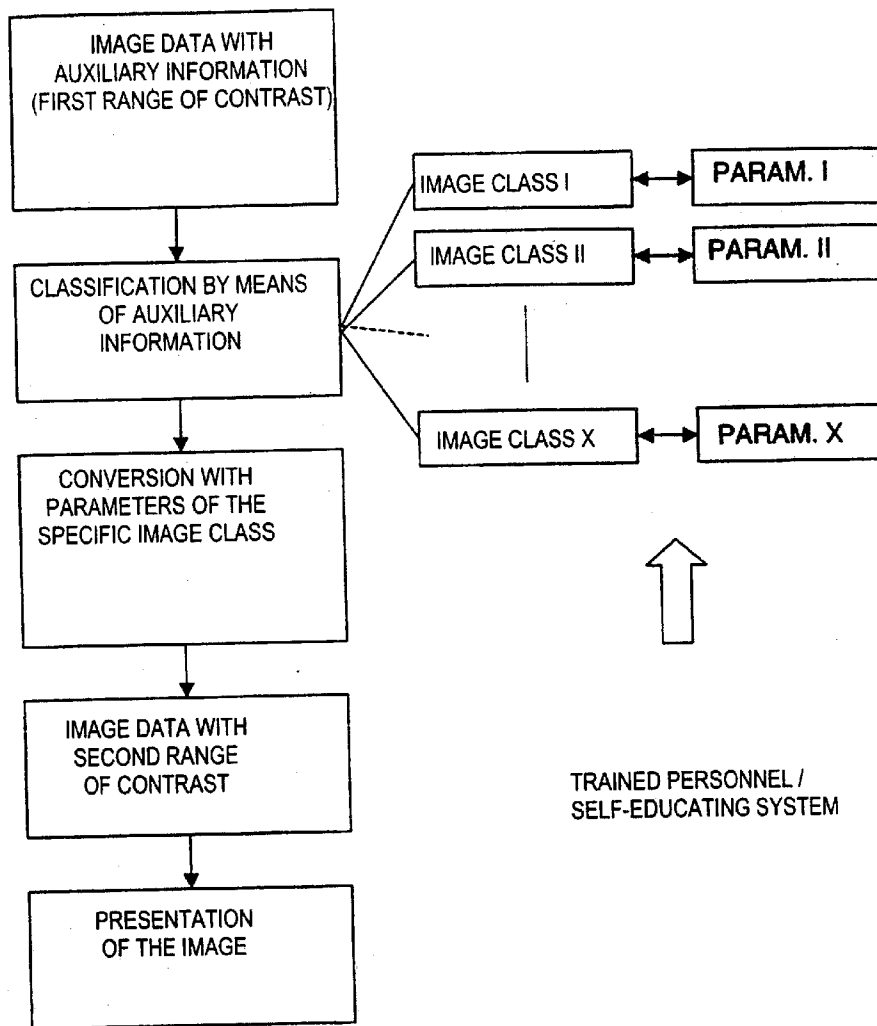 IMAGE DATA WITH
AUXILIARY INFORMATION
(FIRST RANGE OF CONTRAST)
IMAGE CLASS I
PARAM. I
IMAGE CLASS II
PARAM. II
CLASSIFICATION BY MEANS
OF AUXILIARY
INFORMATION
IMAGE CLASS X
PARAM. X
CONVERSION WITH
PARAMETERS OF THE
SPECIFIC IMAGE CLASS
IMAGE DATA WITH
SECOND RANGE
OF CONTRAST
TRAINED PERSONNEL /
SELF-EDUCATING SYSTEM
PRESENTATION
OF THE IMAGE